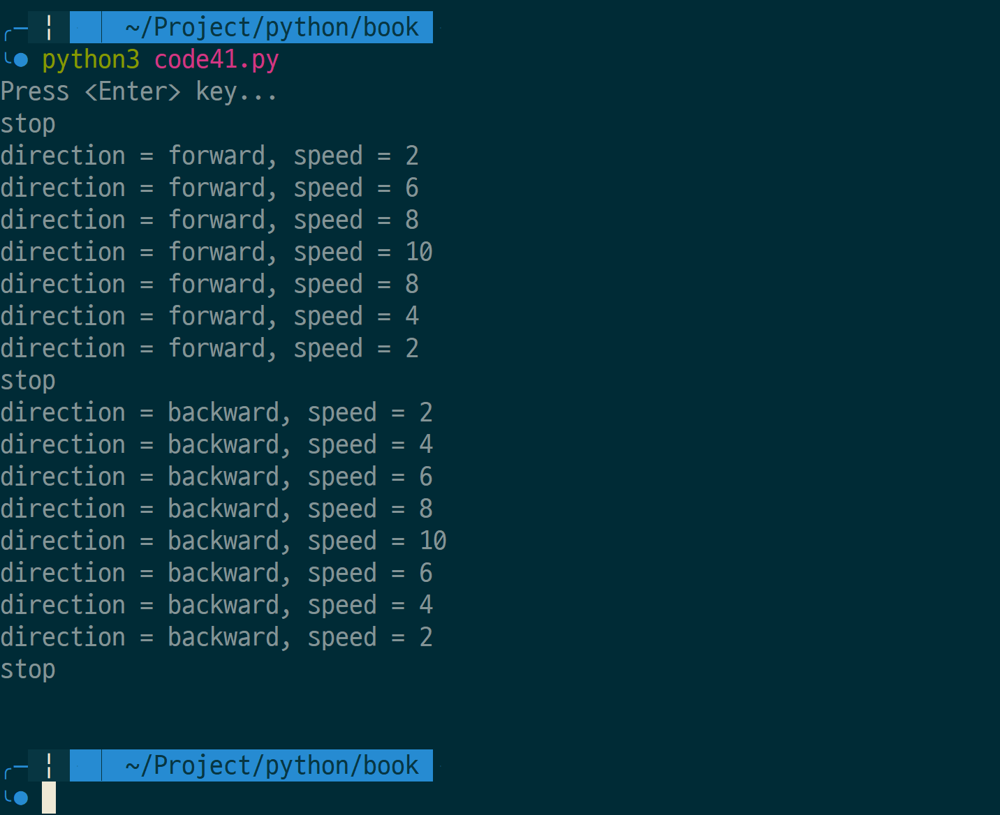 ~/Project/python/book
python3 code41.py
Press <Enter> key...
stop
direction = forward, speed = 2
direction = forward, speed = 6
direction = forward, speed = 8
direction = forward, speed = 10
direction = forward, speed = 8
direction = forward, speed = 4
direction = forward, speed = 2
stop
direction = backward, speed = 2
direction = backward, speed = 4
direction = backward, speed = 6
direction = backward, speed = 8
direction = backward, speed = 10
direction = backward, speed = 6
direction = backward, speed = 4
direction = backward, speed = 2
stop
~/Project/python/book